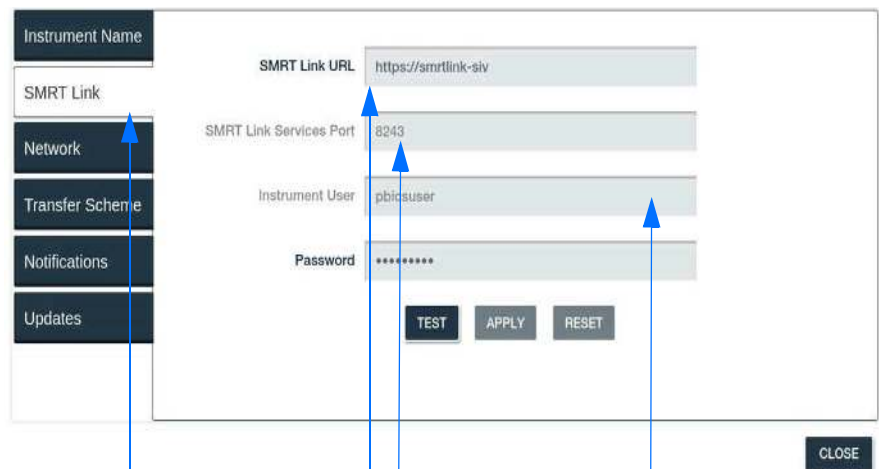 Instrument Name
SMRT Link
Network
Transfer Scheme
Notifications
Updates
SMRT Link URL https://smrtlink-siv
SMRT Link Services Port 8243
Instrument User pbicsuser
Password •••••••••
TEST APPLY RESET
CLOSE